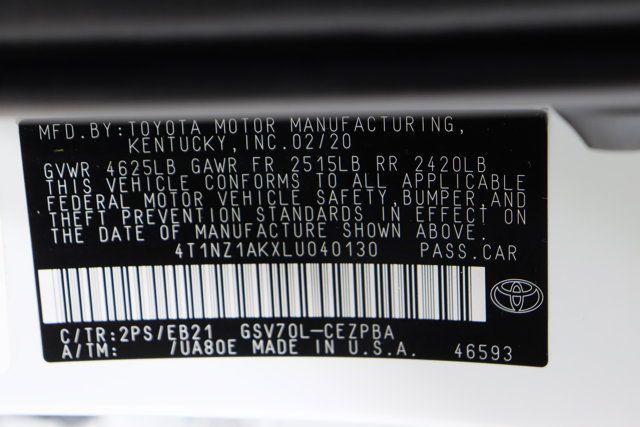 MFD.BY:TOYOTA MOTOR MANUFACTURING,
KENTUCKY,INC.02/20
GVWR 4625LB GAWR FR 2515LB RR 2420LB
THIS VEHICLE CONFORMS TO ALL APPLICABLE
FEDERAL MOTOR VEHICLE SAFETY,BUMPER,AND
THEFT PREVENTION STANDARDS IN EFFECT ON
THE DATE OF MANUFACTURE SHOWN ABOVE.
4T1NZ1AKXLU040130 PASS.CAR
C/TR:2PS/EB21 GSV70L-CEZPBA
A/TM: 7UA80E MADE IN U.S.A. 46593